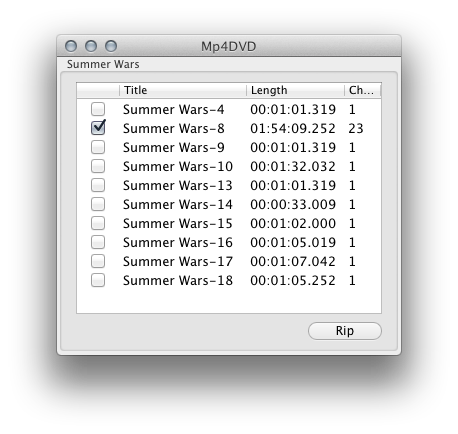 Mp4DVD
Summer Wars
Title Length Ch...
Summer Wars-4 00:01:01.319 1
Summer Wars-8 01:54:09.252 23
Summer Wars-9 00:01:01.319 1
Summer Wars-10 00:01:32.032 1
Summer Wars-13 00:01:01.319 1
Summer Wars-14 00:00:33.009 1
Summer Wars-15 00:01:02.000 1
Summer Wars-16 00:01:05.019 1
Summer Wars-17 00:01:07.042 1
Summer Wars-18 00:01:05.252 1
Rip